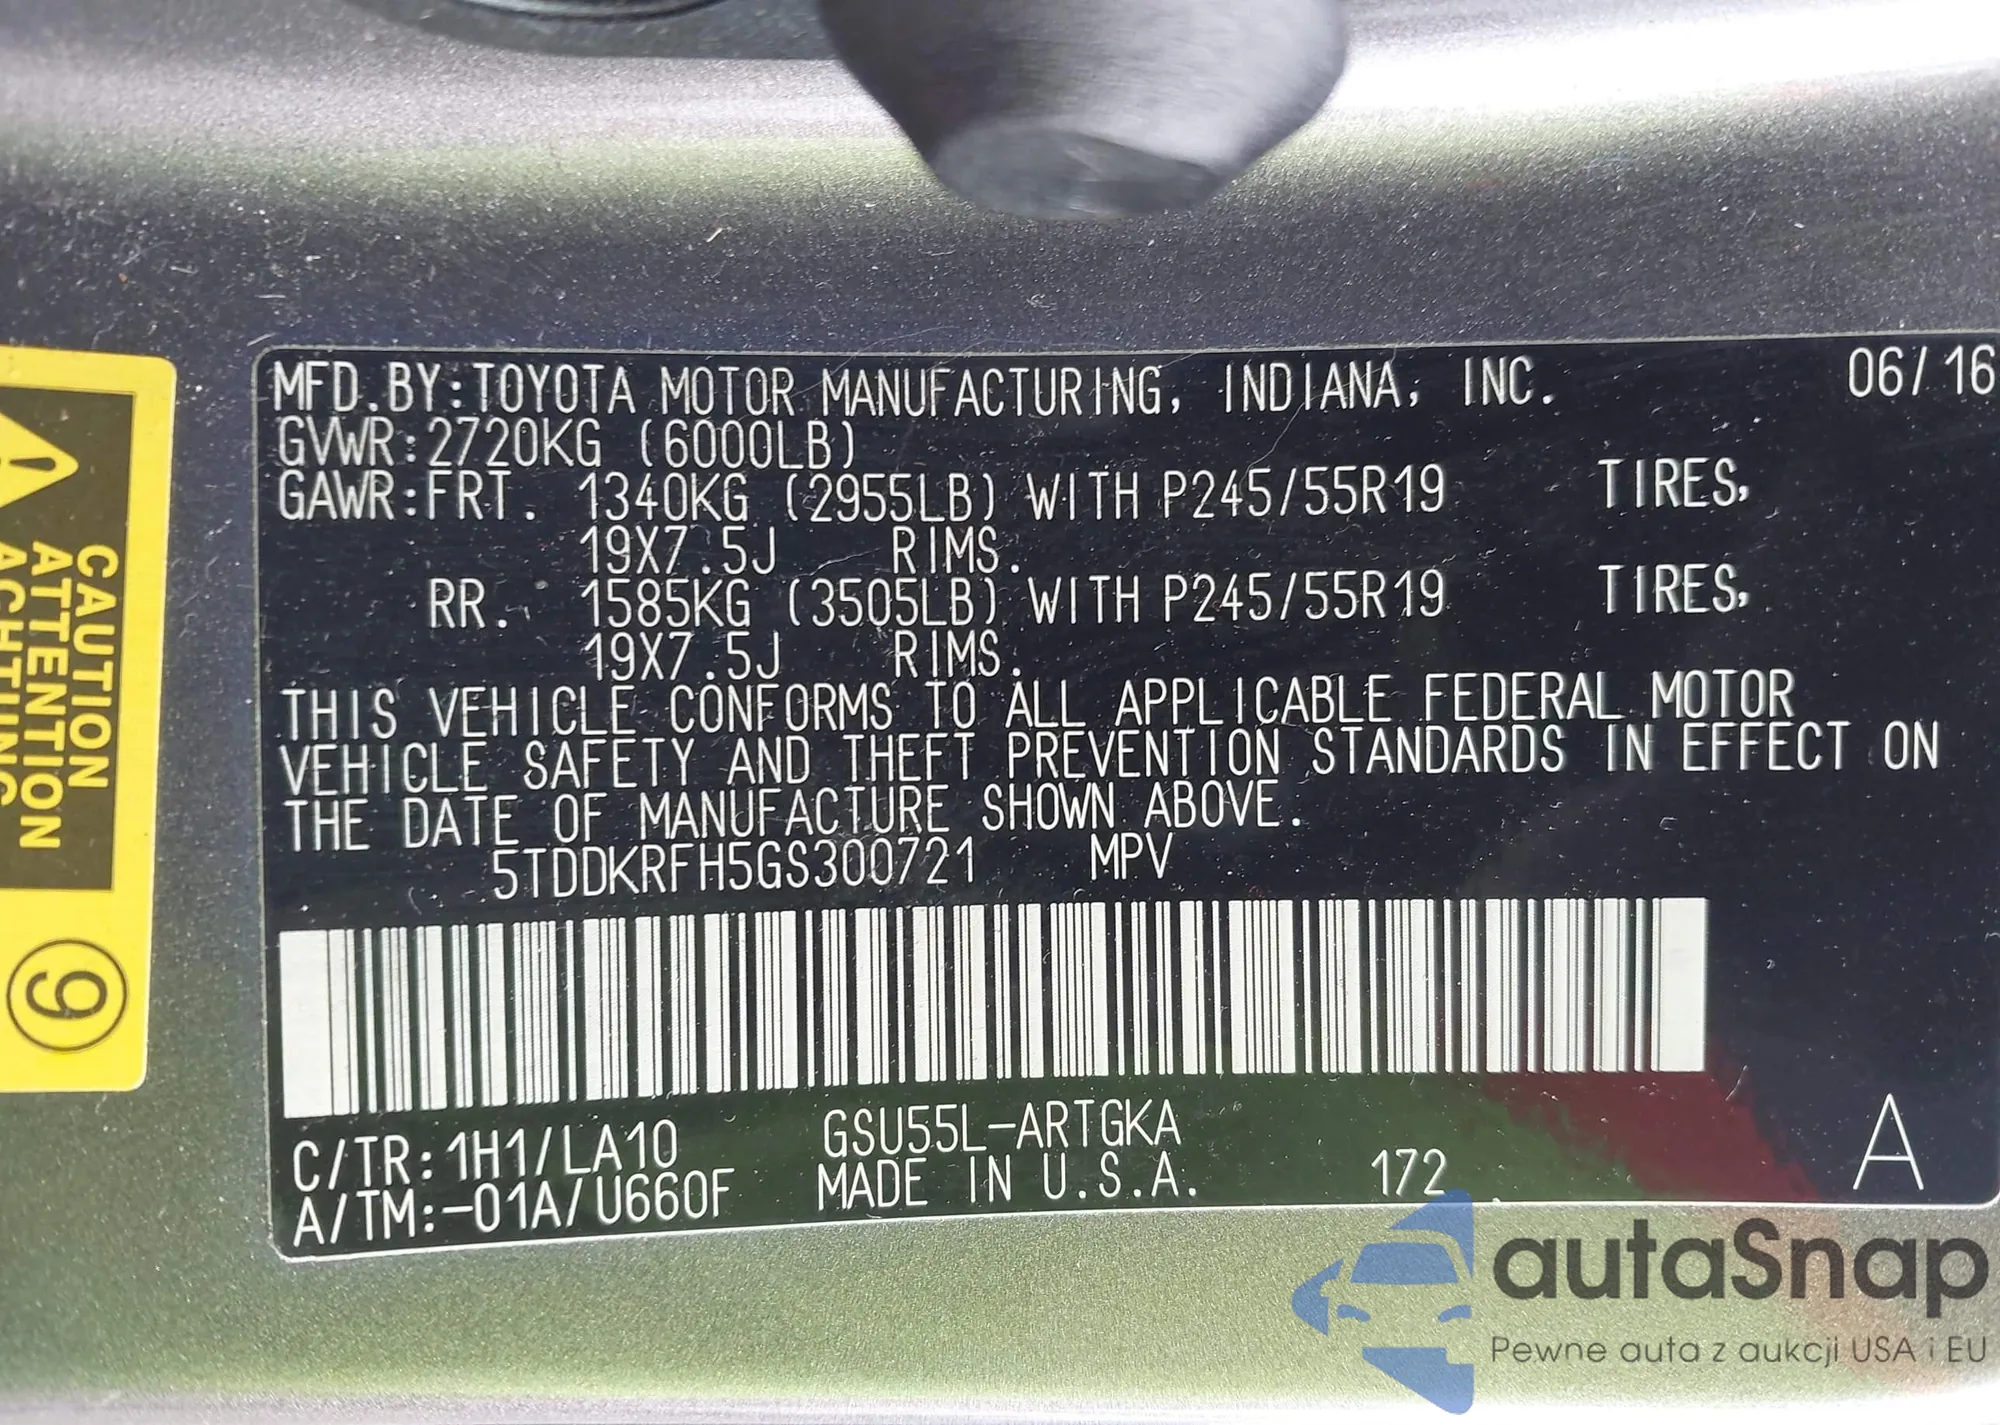 MFD.BY:TOYOTA MOTOR MANUFACTURING, INDIANA, INC. 06/16
GVWR:2720KG (6000LB)
GAWR:FRT. 1340KG (2955LB) WITH P245/55R19 TIRES,
19X7.5J RIMS.
RR. 1585KG (3505LB) WITH P245/55R19 TIRES,
19X7.5J RIMS.
THIS VEHICLE CONFORMS TO ALL APPLICABLE FEDERAL MOTOR
VEHICLE SAFETY AND THEFT PREVENTION STANDARDS IN EFFECT ON
THE DATE OF MANUFACTURE SHOWN ABOVE.
5TDDKRFH5GS300721 MPV
C/TR:1H1/LA10 GSU55L-ARTGKA
A/TM:-01A/U660F MADE IN U.S.A. 172 A
CAUTION
ATTENTION
ACHTUNG
9
autaSnap
Pewne auta z aukcji USA i EU